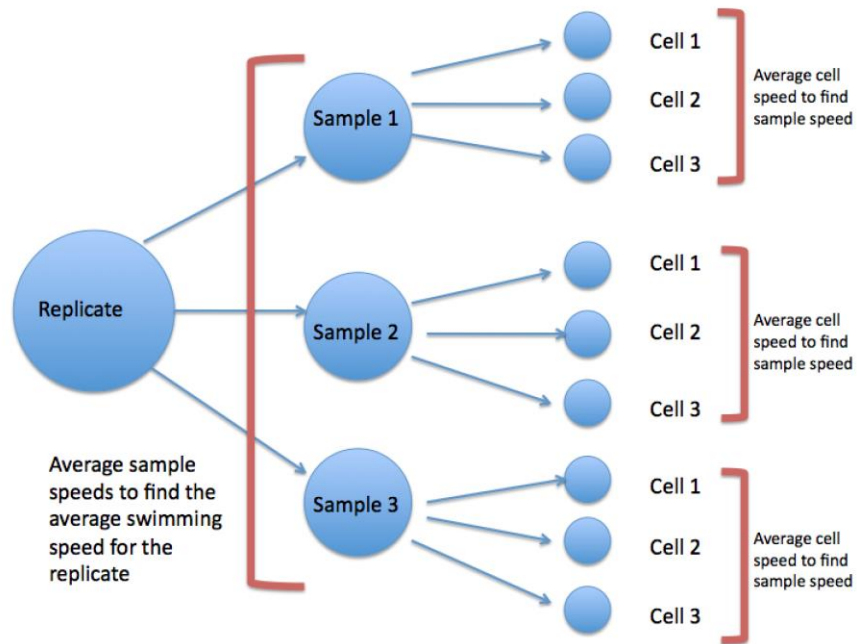 Cell 1
Average cell
speed to find
sample speed
Cell 2
Sample 1
Cell 3
Cell 1
Replicate
Average cell
speed to find
sample speed
Sample 2
Cell 2
Cell 3
Average sample
speeds to find the
average swimming
speed for the
replicate
Cell 1
Sample 3
Cell 2
Average cell
speed to find
sample speed
Cell 3